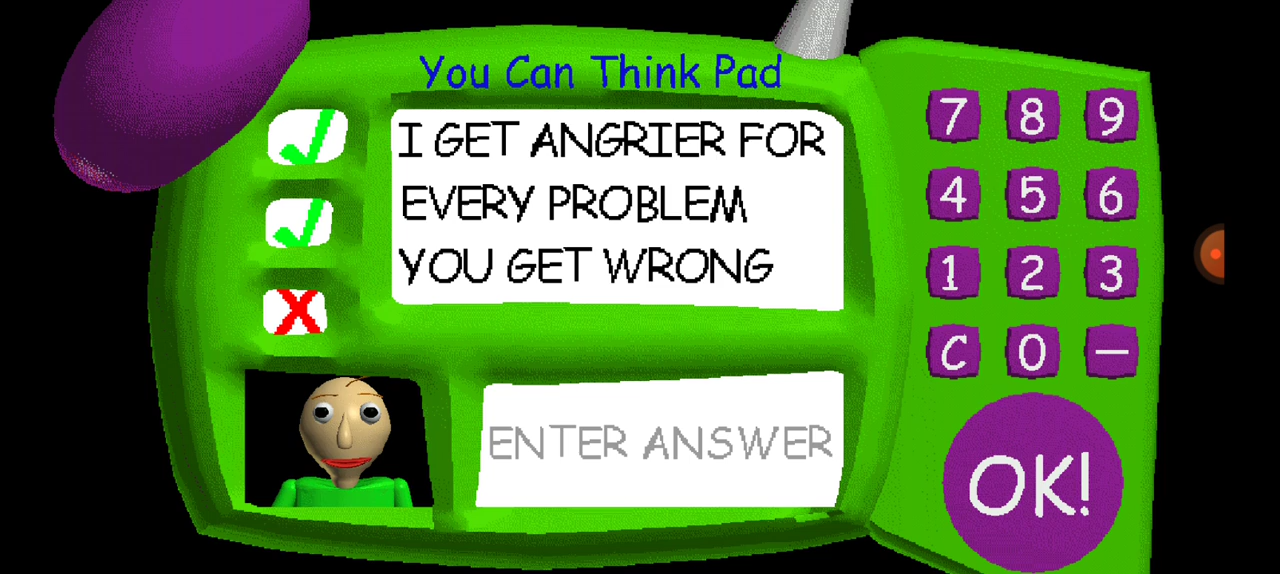 You Can Think Pad
I GET ANGRIER FOR
EVERY PROBLEM
YOU GET WRONG
ENTER ANSWER
7 8 9
4 5 6
1 2 3
C 0 —
OK!